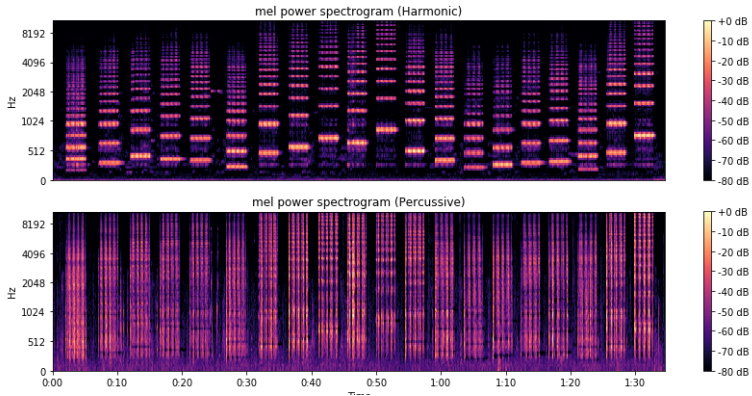 mel power spectrogram (Harmonic)
8192
4096
2048
1024
512
0
Hz
+0 dB
-10 dB
-20 dB
-30 dB
-40 dB
-50 dB
-60 dB
-70 dB
-80 dB
mel power spectrogram (Percussive)
8192
4096
2048
1024
512
0
Hz
0:00
0:10
0:20
0:30
0:40
0:50
1:00
1:10
1:20
1:30
Time
+0 dB
-10 dB
-20 dB
-30 dB
-40 dB
-50 dB
-60 dB
-70 dB
-80 dB